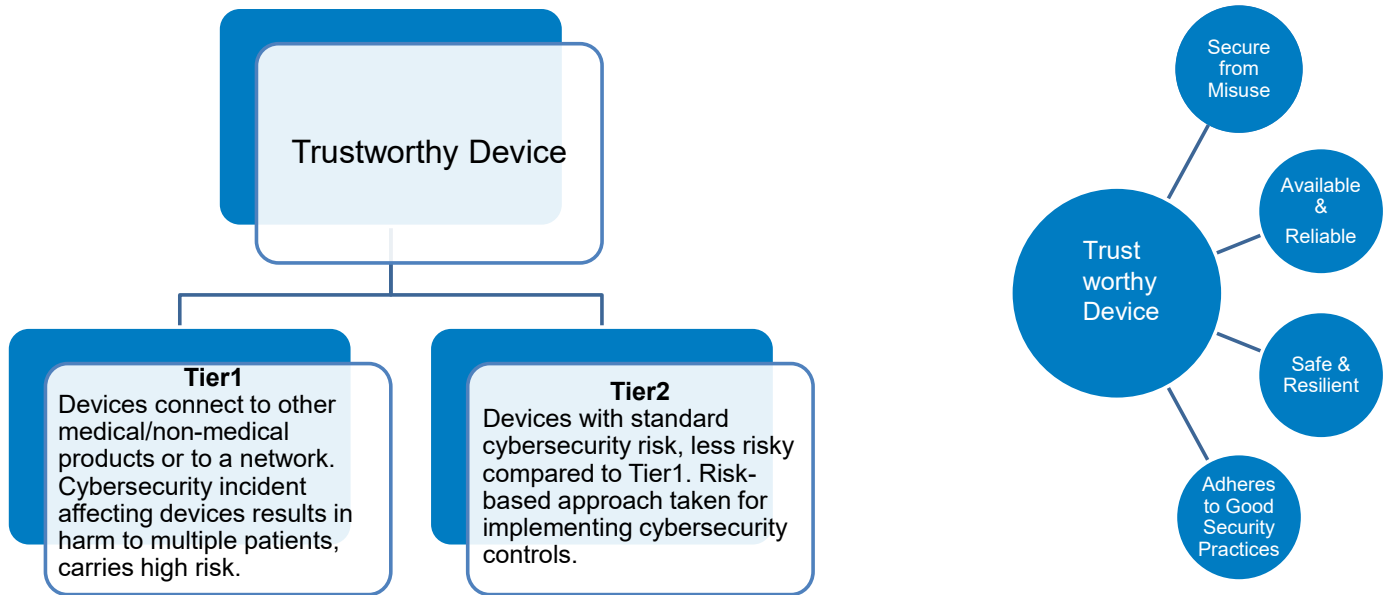 Trustworthy Device
Tier1
Devices connect to other
medical/non-medical
products or to a network.
Cybersecurity incident
affecting devices results in
harm to multiple patients,
carries high risk.
Tier2
Devices with standard
cybersecurity risk, less risky
compared to Tier1. Risk-
based approach taken for
implementing cybersecurity
controls.
Trust
worthy
Device
Secure
from
Misuse
Available
&
Reliable
Safe &
Resilient
Adheres
to Good
Security
Practices